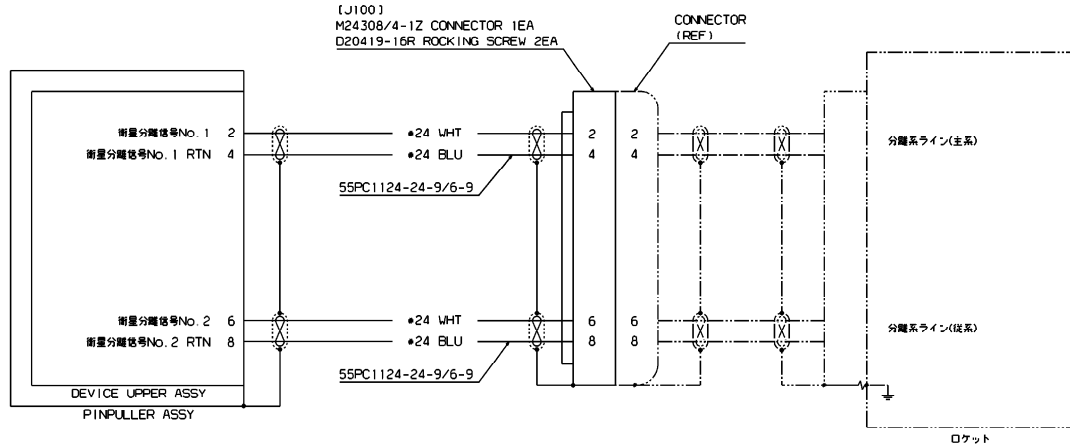 [J100]
M24308/4-1Z CONNECTOR 1EA
D20419-16R ROCKING SCREW 2EA
CONNECTOR
(REF)
衛星分離信号No. 1 2
#24 WHT
2 2
衛星分離信号No. 1 RTN 4
#24 BLU
4 4
分離系ライン(主系)
55PC1124-24-9/6-9
衛星分離信号No. 2 6
#24 WHT
6 6
衛星分離信号No. 2 RTN 8
#24 BLU
8 8
分離系ライン(従系)
55PC1124-24-9/6-9
DEVICE UPPER ASSY
PINPULLER ASSY
ロケット